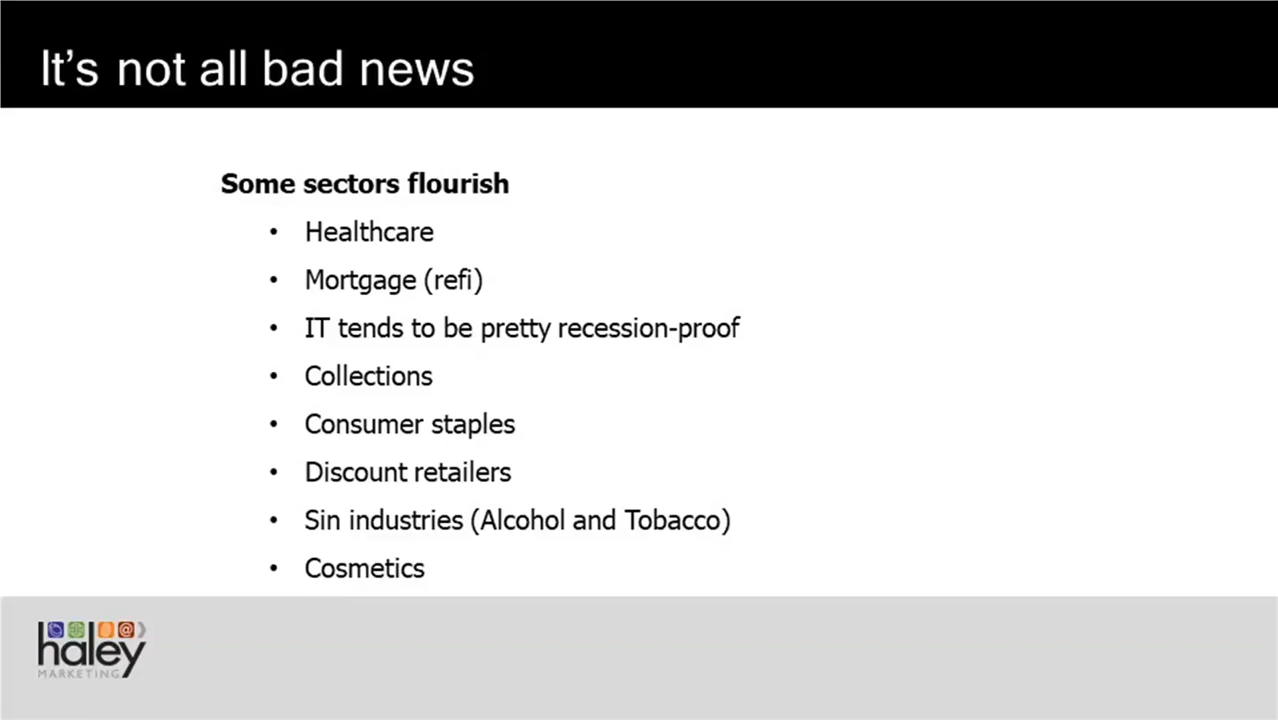 It's not all bad news
Some sectors flourish
• Healthcare
• Mortgage (refi)
• IT tends to be pretty recession-proof
• Collections
• Consumer staples
• Discount retailers
• Sin industries (Alcohol and Tobacco)
• Cosmetics
haley
MARKETING